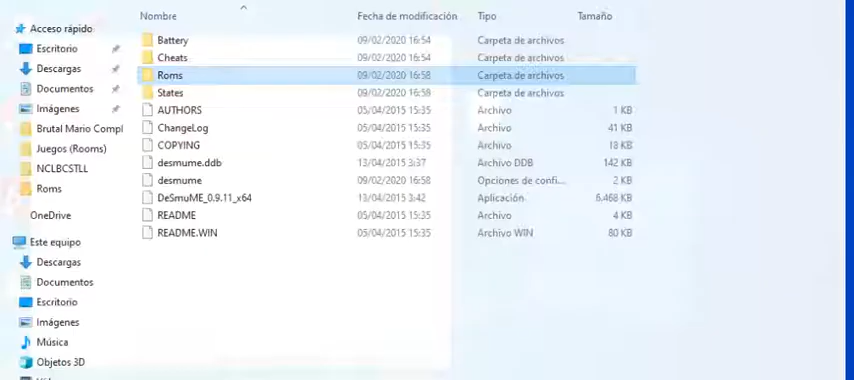 Nombre Fecha de modificación Tipo Tamaño
Acceso rápido
Escritorio
Descargas
Documentos
Imágenes
Brutal Mario Compl
Juegos (Rooms)
NCLBCSTLL
Roms
OneDrive
Este equipo
Descargas
Documentos
Escritorio
Imágenes
Música
Objetos 3D
Battery 09/02/2020 16:54 Carpeta de archivos
Cheats 09/02/2020 16:54 Carpeta de archivos
Roms 09/02/2020 16:58 Carpeta de archivos
States 09/02/2020 16:58 Carpeta de archivos
AUTHORS 05/04/2015 15:35 Archivo 1 KB
ChangeLog 05/04/2015 15:35 Archivo 41 KB
COPYING 05/04/2015 15:35 Archivo 18 KB
desmume.ddb 13/04/2015 3:37 Archivo DDB 142 KB
desmume 09/02/2020 16:58 Opciones de confi... 2 KB
DeSmuME_0.9.11_x64 13/04/2015 3:42 Aplicación 6.468 KB
README 05/04/2015 15:35 Archivo 4 KB
README.WIN 05/04/2015 15:35 Archivo WIN 80 KB